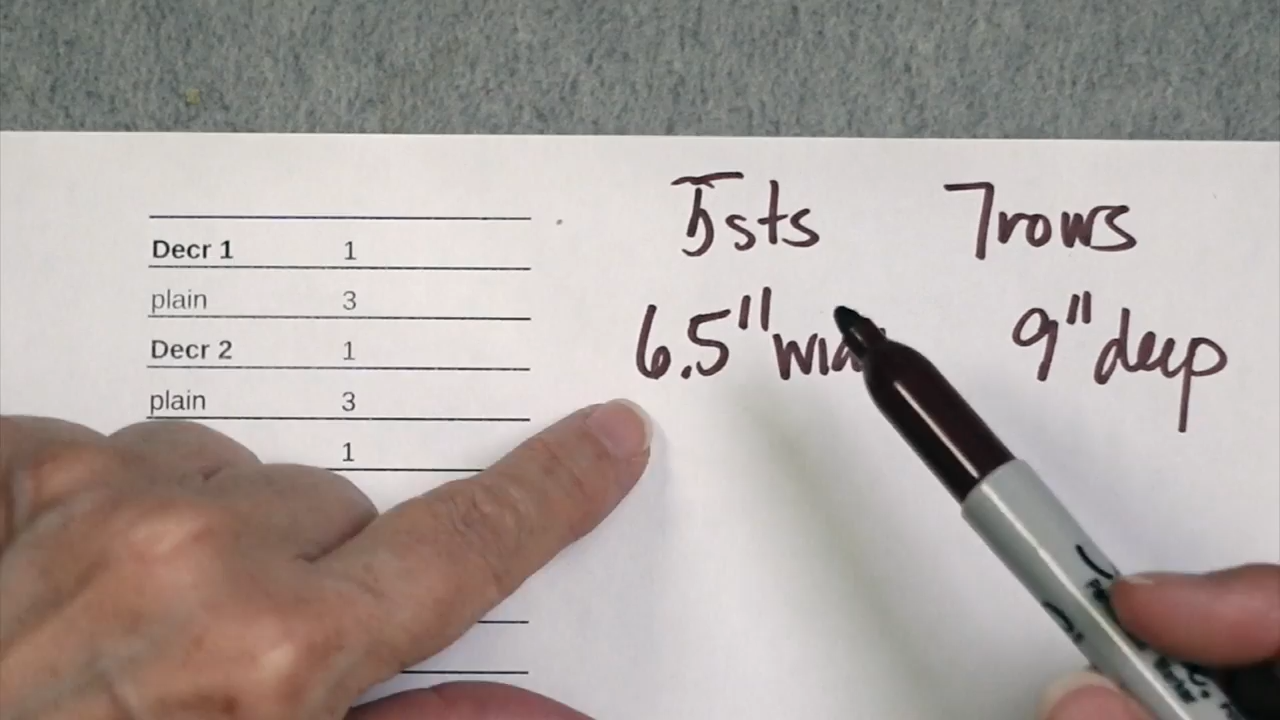 Decr 1 1
plain 3
Decr 2 1
plain 3
1
5sts 7rows
6.5" 9" deep